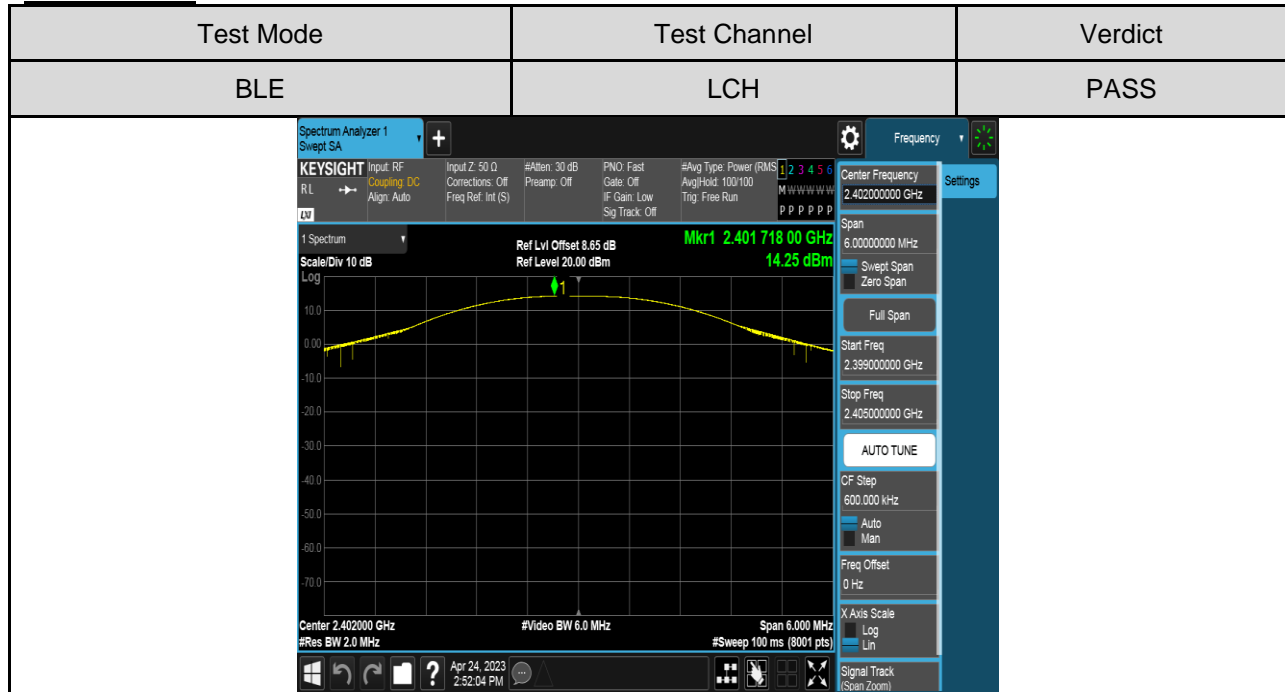 Test Mode Test Channel Verdict
BLE LCH PASS
Spectrum Analyzer 1
Swept SA
+
Frequency
KEYSIGHT Input: RF Input Z: 50 Ω #Atten: 30 dB PNO: Fast #Avg Type: Power (RMS 1 2 3 4 5 6
RL Coupling: DC Corrections: Off Preamp: Off Gate: Off Avg|Hold: 100/100 M W W W W W
Align: Auto Freq Ref: Int (S) IF Gain: Low Trig: Free Run
LXI Sig Track: Off P P P P P P
1 Spectrum Ref Lvl Offset 8.65 dB Mkr1 2.401 718 00 GHz
Scale/Div 10 dB Ref Level 20.00 dBm 14.25 dBm
Log
1
10.0
0.00
-10.0
-20.0
-30.0
-40.0
-50.0
-60.0
-70.0
Center 2.402000 GHz #Video BW 6.0 MHz Span 6.000 MHz
#Res BW 2.0 MHz #Sweep 100 ms (8001 pts)
Center Frequency
2.402000000 GHz
Settings
Span
6.00000000 MHz
Swept Span
Zero Span
Full Span
Start Freq
2.399000000 GHz
Stop Freq
2.405000000 GHz
AUTO TUNE
CF Step
600.000 kHz
Auto
Man
Freq Offset
0 Hz
X Axis Scale
Log
Lin
Signal Track
(Span Zoom)
? Apr 24, 2023
2:52:04 PM